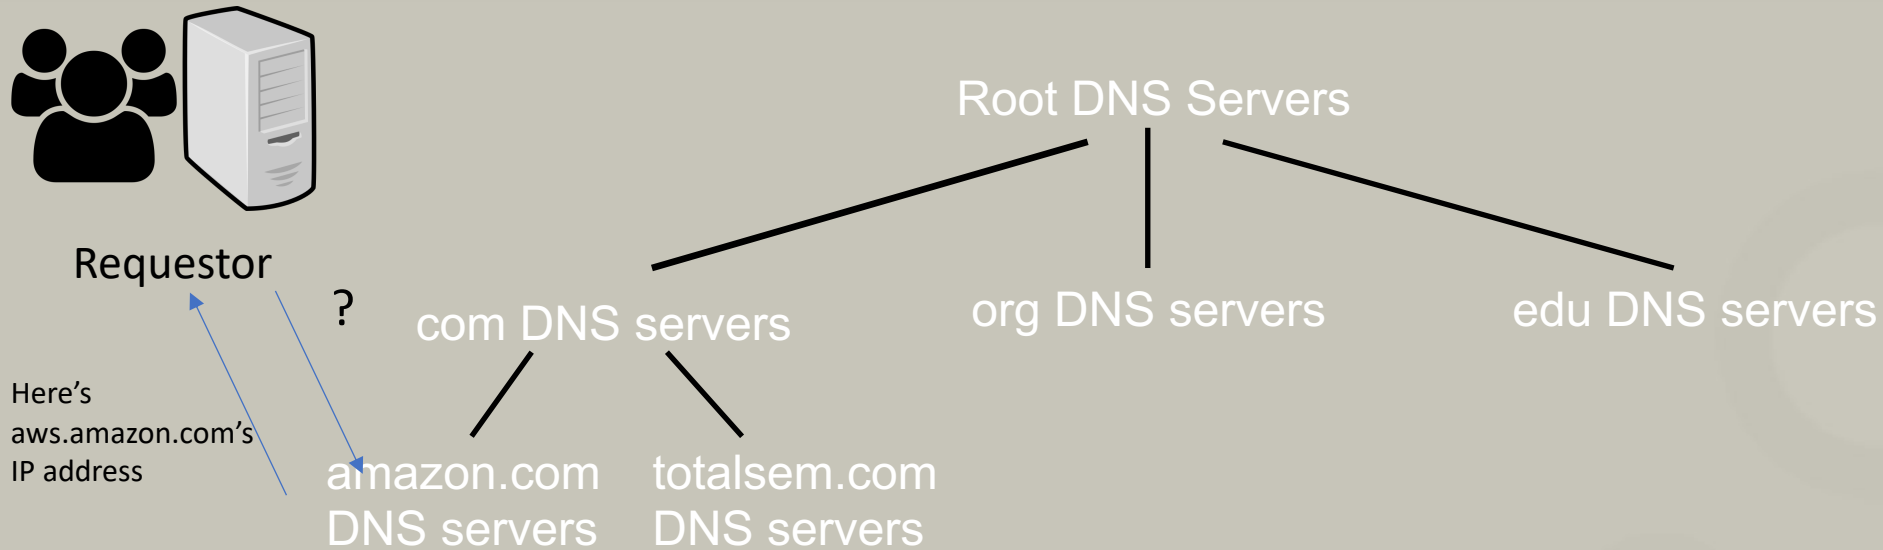 Root DNS Servers
Requestor
?
com DNS servers
org DNS servers
edu DNS servers
Here’s
aws.amazon.com’s
IP address
amazon.com
DNS servers
totalsem.com
DNS servers